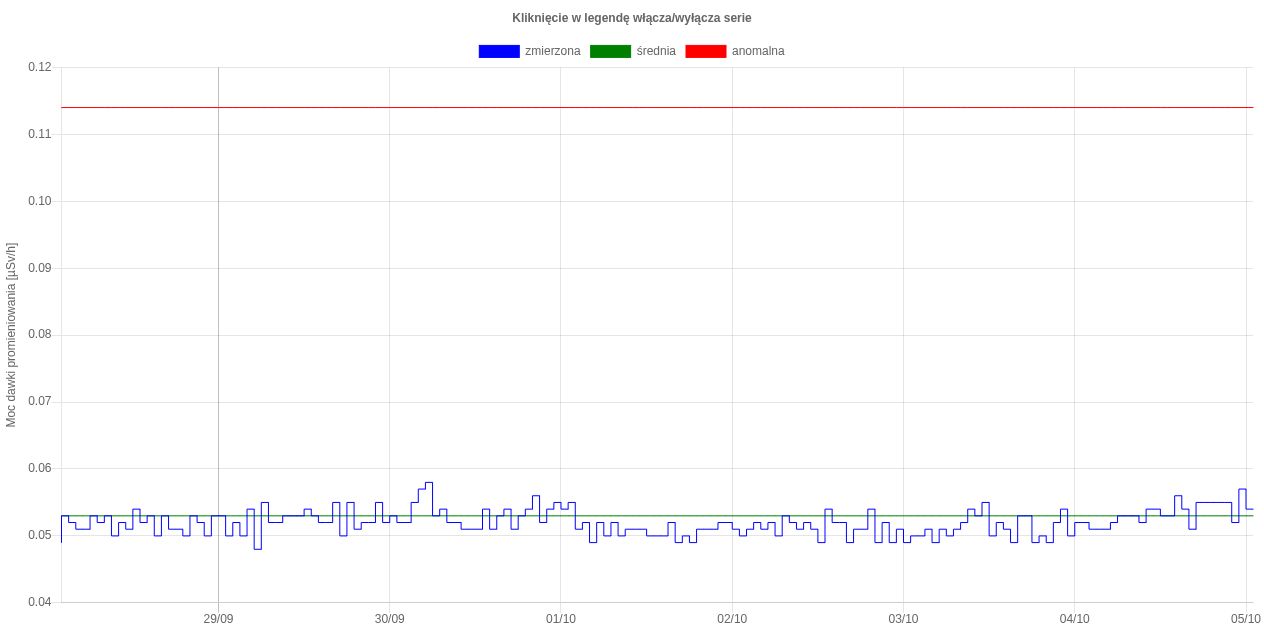 Kliknięcie w legendę włącza/wyłącza serie
zmierzona średnia anomalna
Moc dawki promieniowania [µSv/h]
0.12
0.11
0.10
0.09
0.08
0.07
0.06
0.05
0.04
29/09 30/09 01/10 02/10 03/10 04/10 05/10